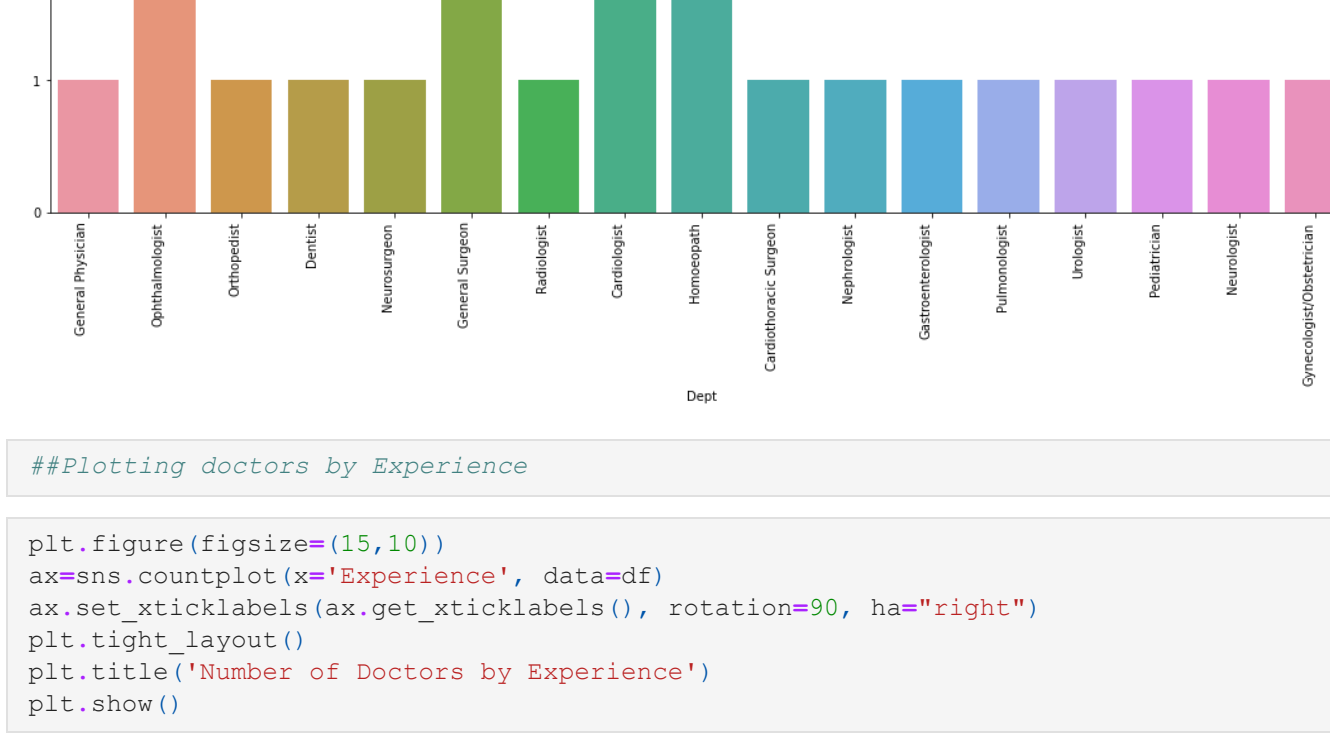 1
0
General Physician
Ophthalmologist
Orthopedist
Dentist
Neurosurgeon
General Surgeon
Radiologist
Cardiologist
Homoeopath
Cardiothoracic Surgeon
Nephrologist
Gastroenterologist
Pulmonologist
Urologist
Pediatrician
Neurologist
Gynecologist/Obstetrician
Dept
##Plotting doctors by Experience
plt.figure(figsize=(15,10))
ax=sns.countplot(x='Experience', data=df)
ax.set_xticklabels(ax.get_xticklabels(), rotation=90, ha="right")
plt.tight_layout()
plt.title('Number of Doctors by Experience')
plt.show()